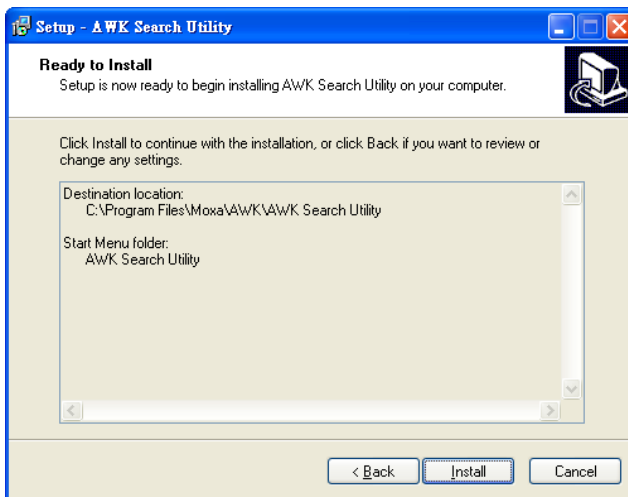 Setup - AWK Search Utility
Ready to Install
Setup is now ready to begin installing AWK Search Utility on your computer.
Click Install to continue with the installation, or click Back if you want to review or
change any settings.
Destination location:
C:\Program Files\Moxa\AWK\AWK Search Utility
Start Menu folder:
AWK Search Utility
< Back
Install
Cancel